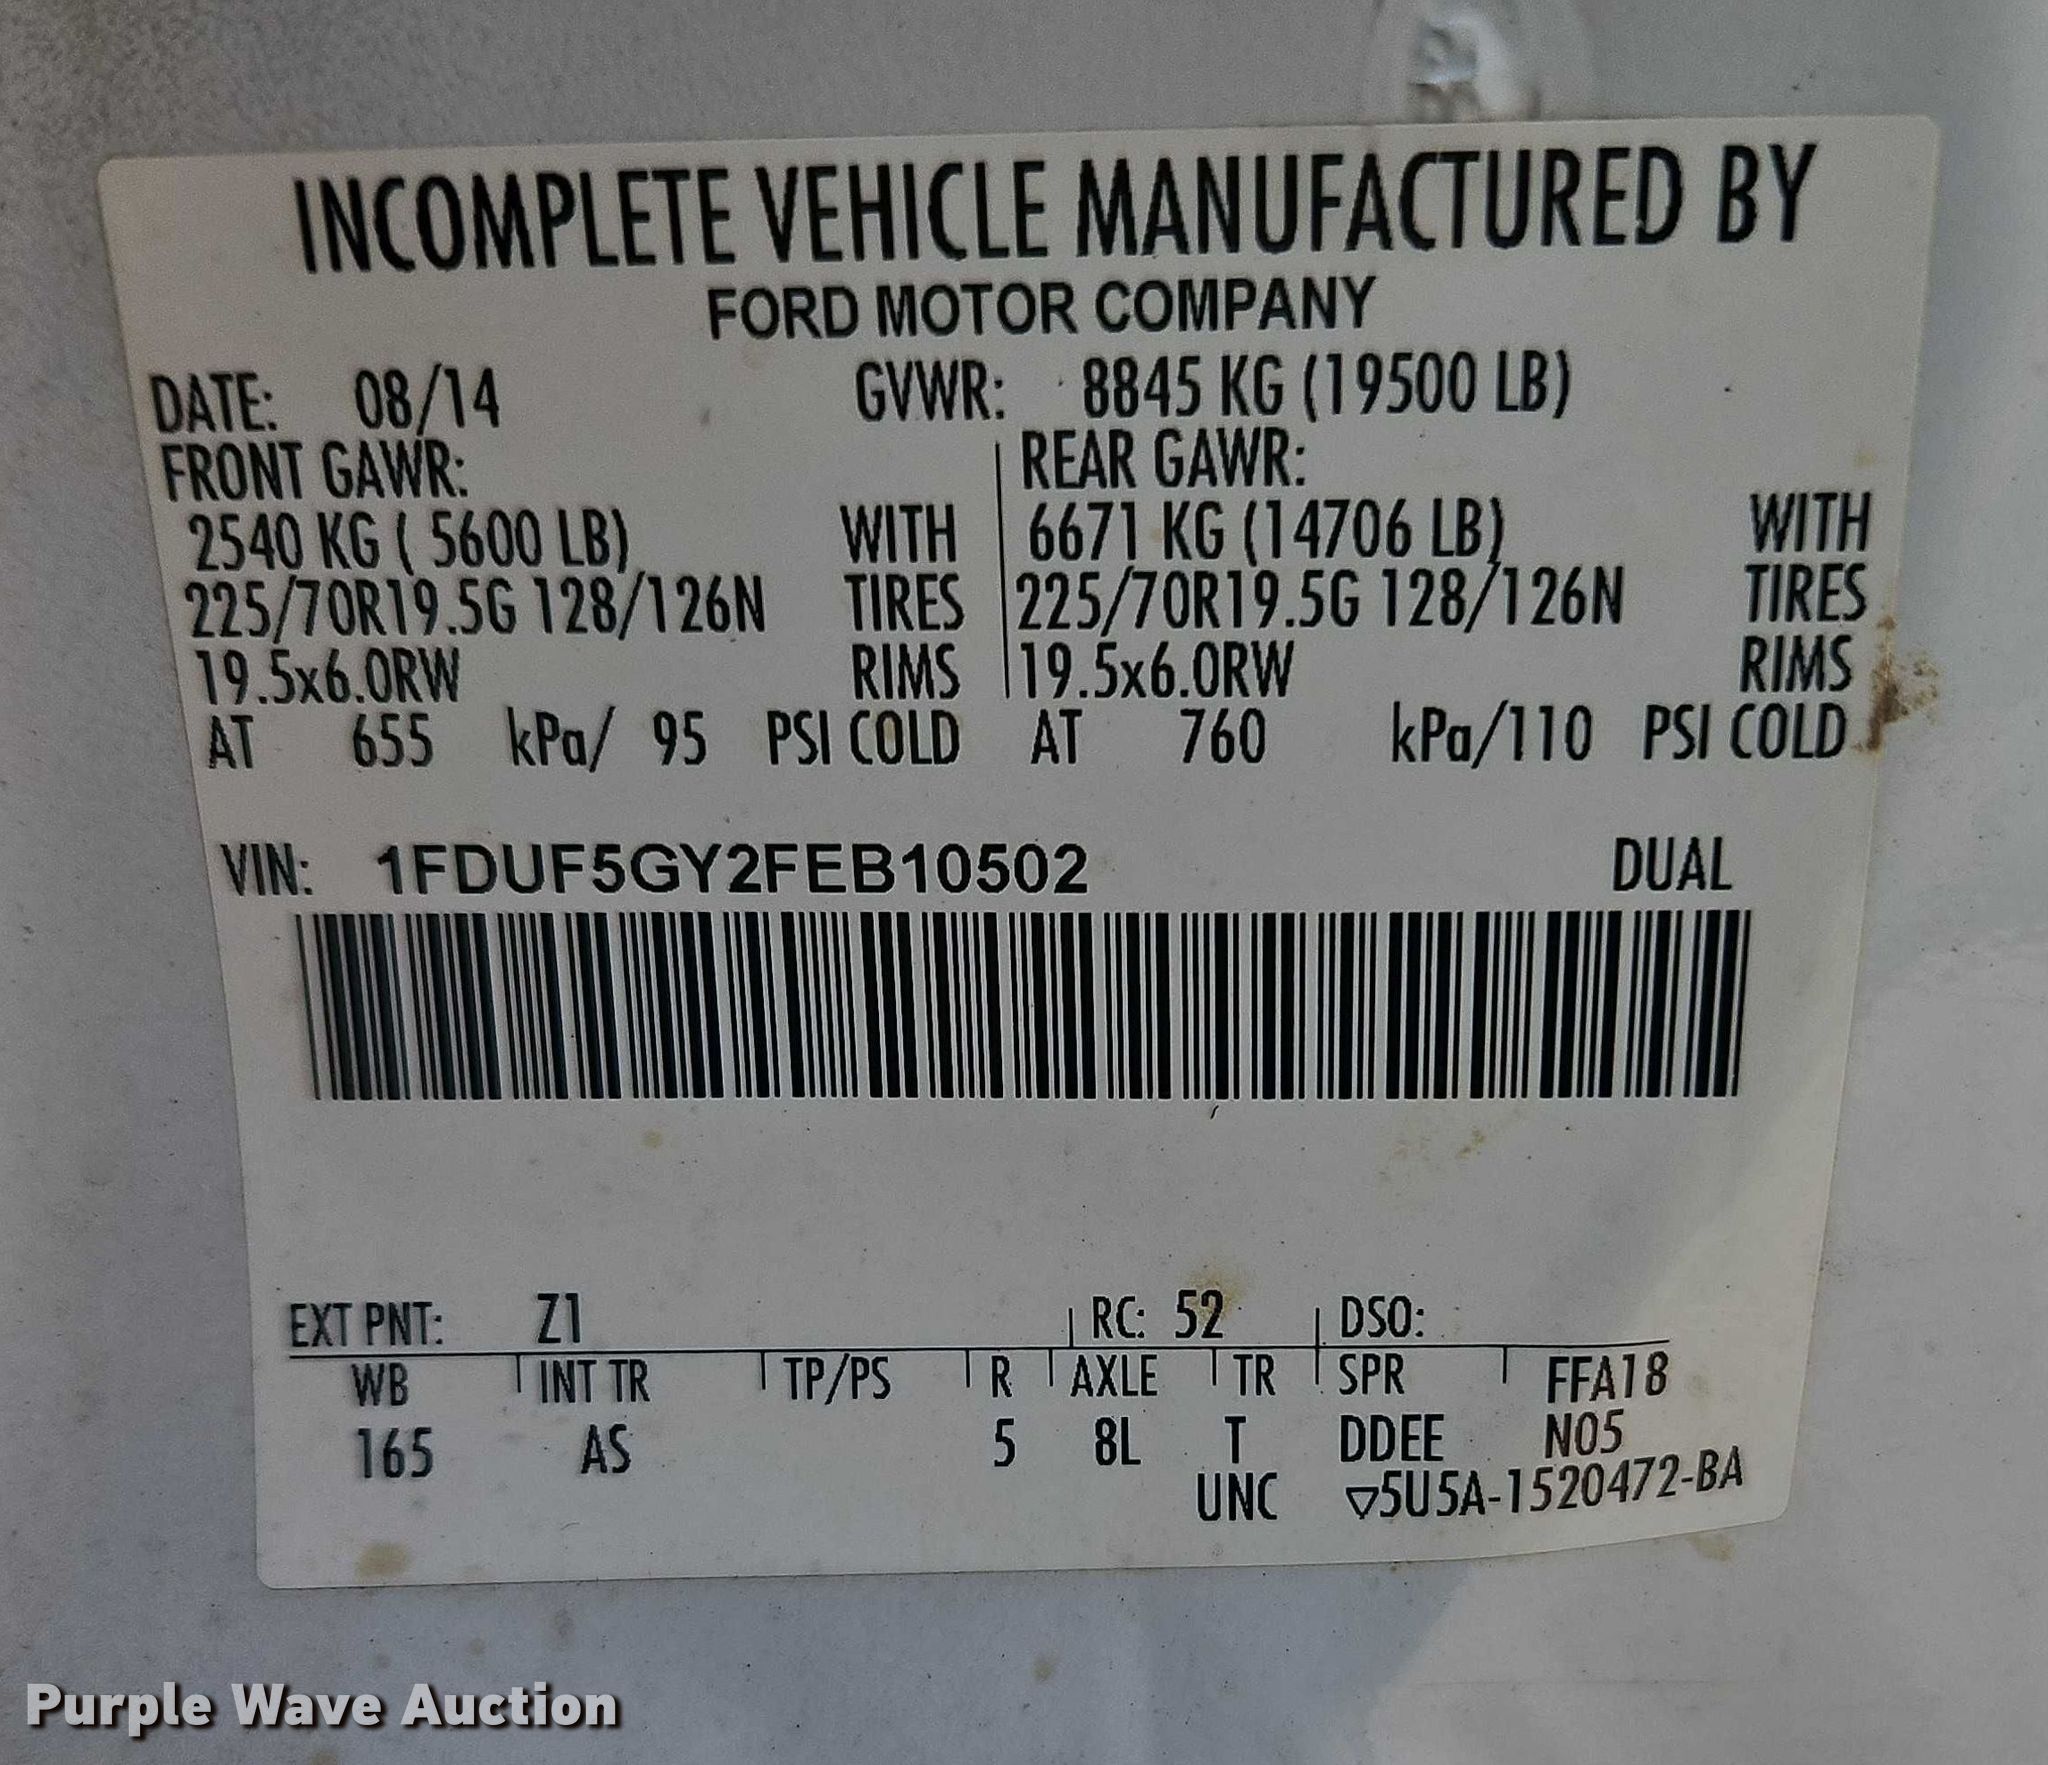 INCOMPLETE VEHICLE MANUFACTURED BY
FORD MOTOR COMPANY
DATE: 08/14 GVWR: 8845 KG (19500 LB)
FRONT GAWR: REAR GAWR:
2540 KG ( 5600 LB) WITH 6671 KG (14706 LB) WITH
225/70R19.5G 128/126N TIRES 225/70R19.5G 128/126N TIRES
19.5x6.0RW RIMS 19.5x6.0RW RIMS
AT 655 kPa/ 95 PSI COLD AT 760 kPa/110 PSI COLD
VIN: 1FDUF5GY2FEB10502 DUAL
EXT PNT: Z1 RC: 52 DSO:
WB INT TR TP/PS R AXLE TR SPR FFA18
165 AS 5 8L T DDEE N05
UNC ▽5U5A-1520472-BA
Purple Wave Auction